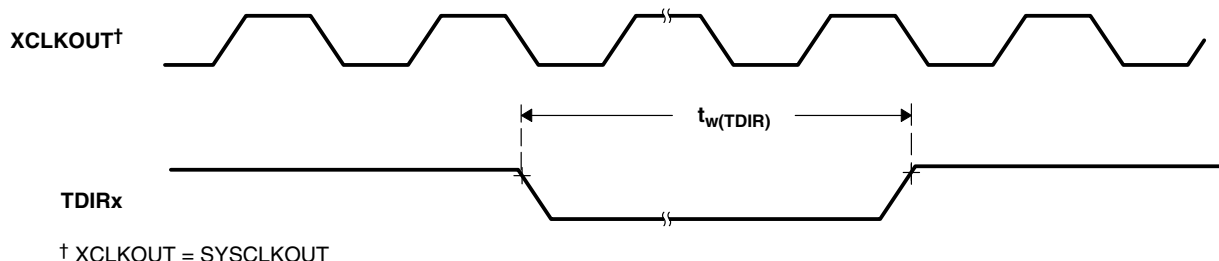 XCLKOUT†
tw(TDIR)
TDIRx
† XCLKOUT = SYSCLKOUT